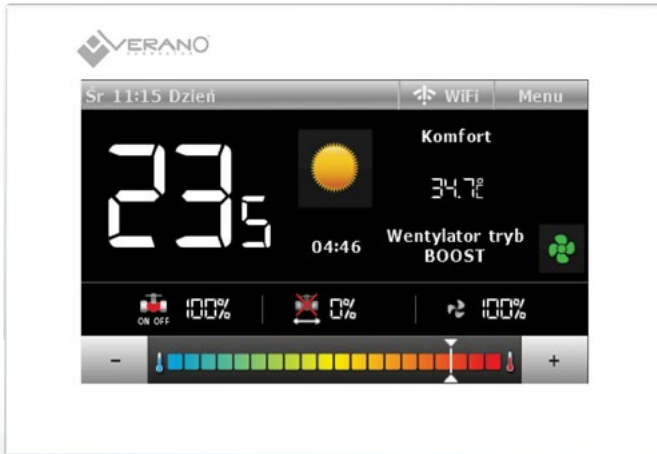 VERANO
Śr 11:15 Dzień
WiFi
Menu
Komfort
23.5
34.7°C
04:46
Wentylator tryb
BOOST
ON OFF
100%
0%
100%
-
+